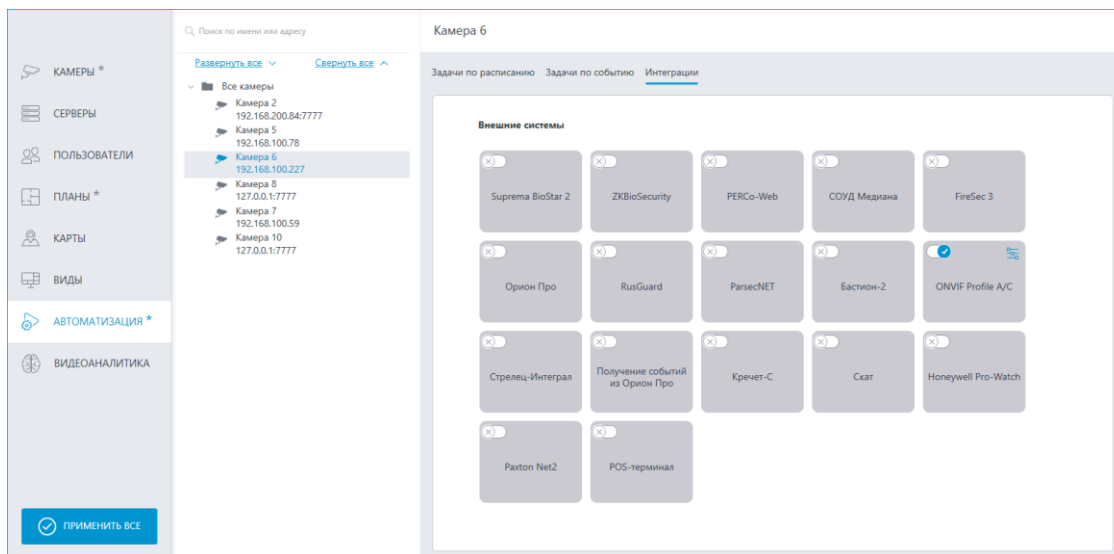 КАМЕРЫ *
СЕРВЕРЫ
ПОЛЬЗОВАТЕЛИ
ПЛАНЫ *
КАРТЫ
ВИДЫ
АВТОМАТИЗАЦИЯ *
ВИДЕОАНАЛИТИКА
ПРИМЕНИТЬ ВСЕ
Поиск по имени или адресу
Развернуть все Свернуть все
Все камеры
Камера 2
192.168.200.84:7777
Камера 5
192.168.100.78
Камера 6
192.168.100.227
Камера 8
127.0.0.1:7777
Камера 7
192.168.100.59
Камера 10
127.0.0.1:7777
Камера 6
Задачи по расписанию Задачи по событию Интеграции
Внешние системы
Suprema BioStar 2
ZKBioSecurity
PERCo-Web
СОУД Медиана
FireSec 3
Орион Про
RusGuard
ParsecNET
Бастион-2
ONVIF Profile A/C
Стрелец-Интеграл
Получение событий
из Орион Про
Кречет-С
Скат
Honeywell Pro-Watch
Paxton Net2
POS-терминал